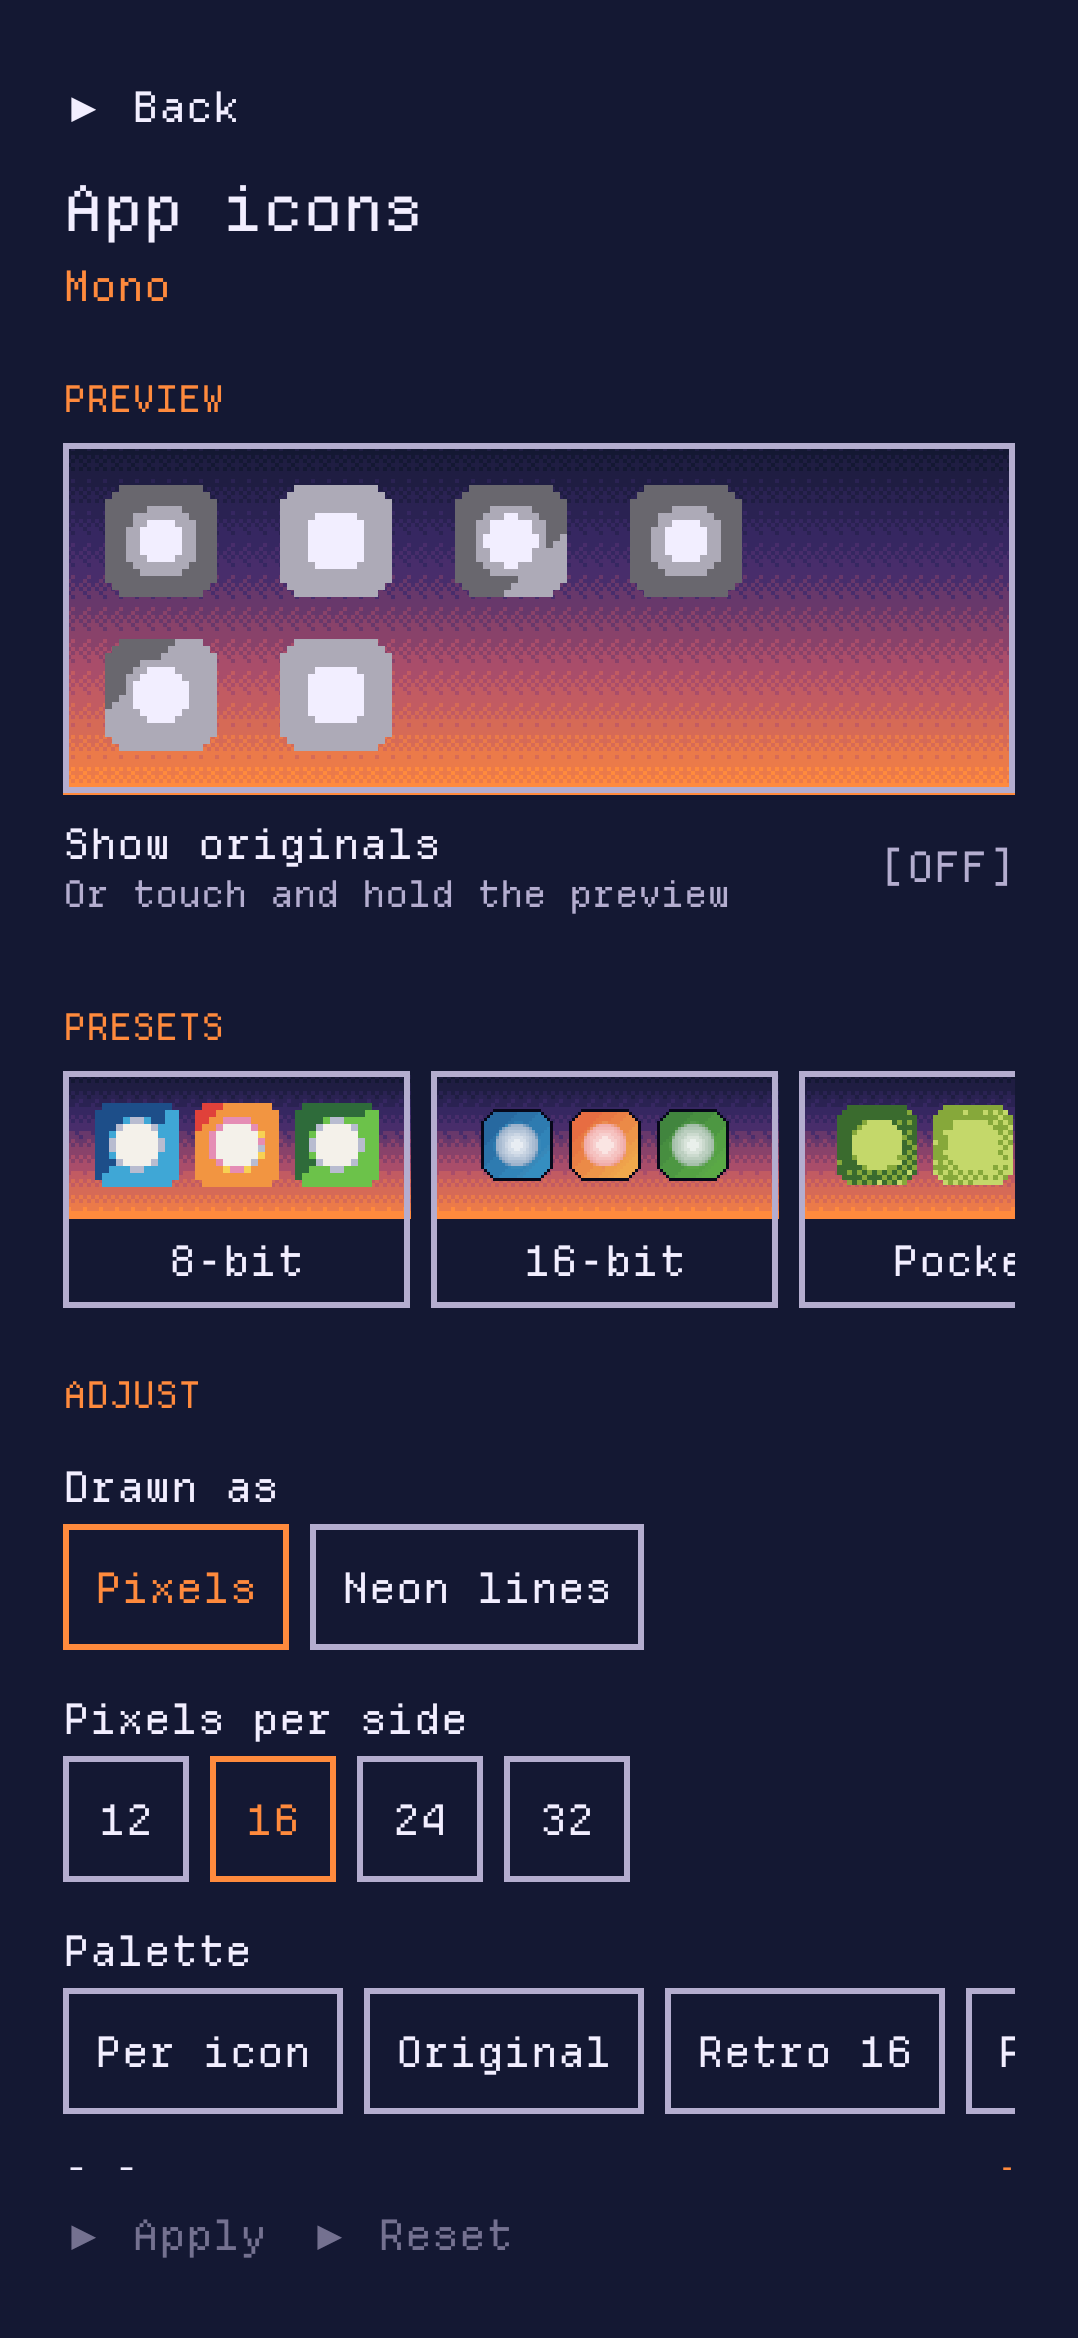 ▶ Back
App icons
Mono
PREVIEW
Show originals
Or touch and hold the preview
[OFF]
PRESETS
8-bit
16-bit
Pocke
ADJUST
Drawn as
Pixels
Neon lines
Pixels per side
12
16
24
32
Palette
Per icon
Original
Retro 16
▶ Apply
▶ Reset